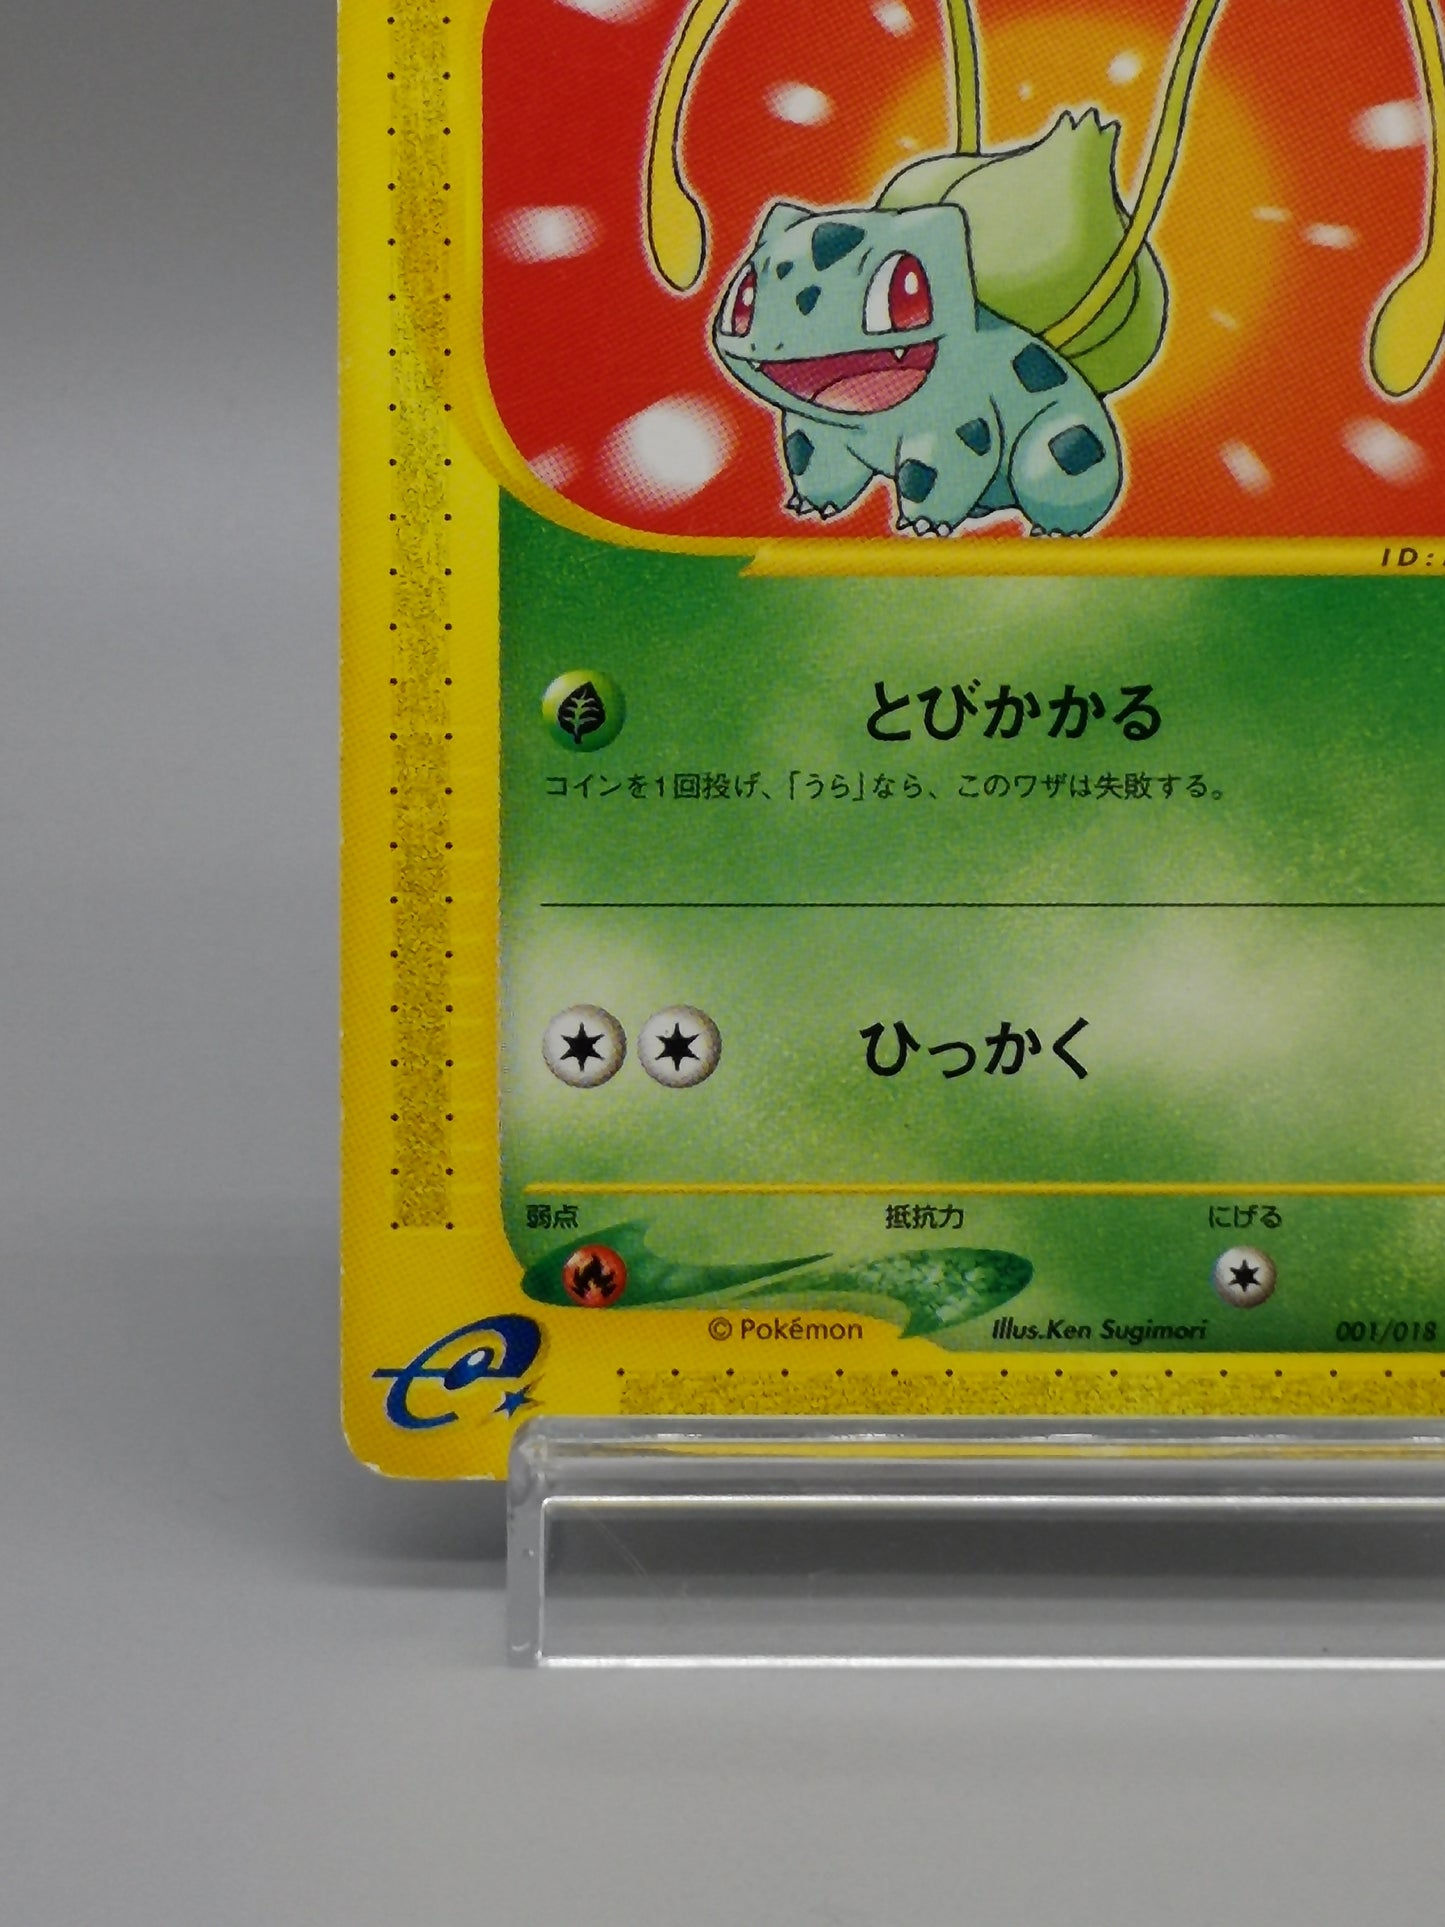 ID:
とびかかる
コインを1回投げ、「うら」なら、このワザは失敗する。
ひっかく
弱点 抵抗力 にげる
© Pokémon Illus.Ken Sugimori 001/018
e